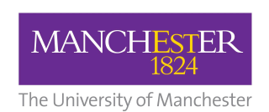 MANCHESTER
1824
The University of Manchester